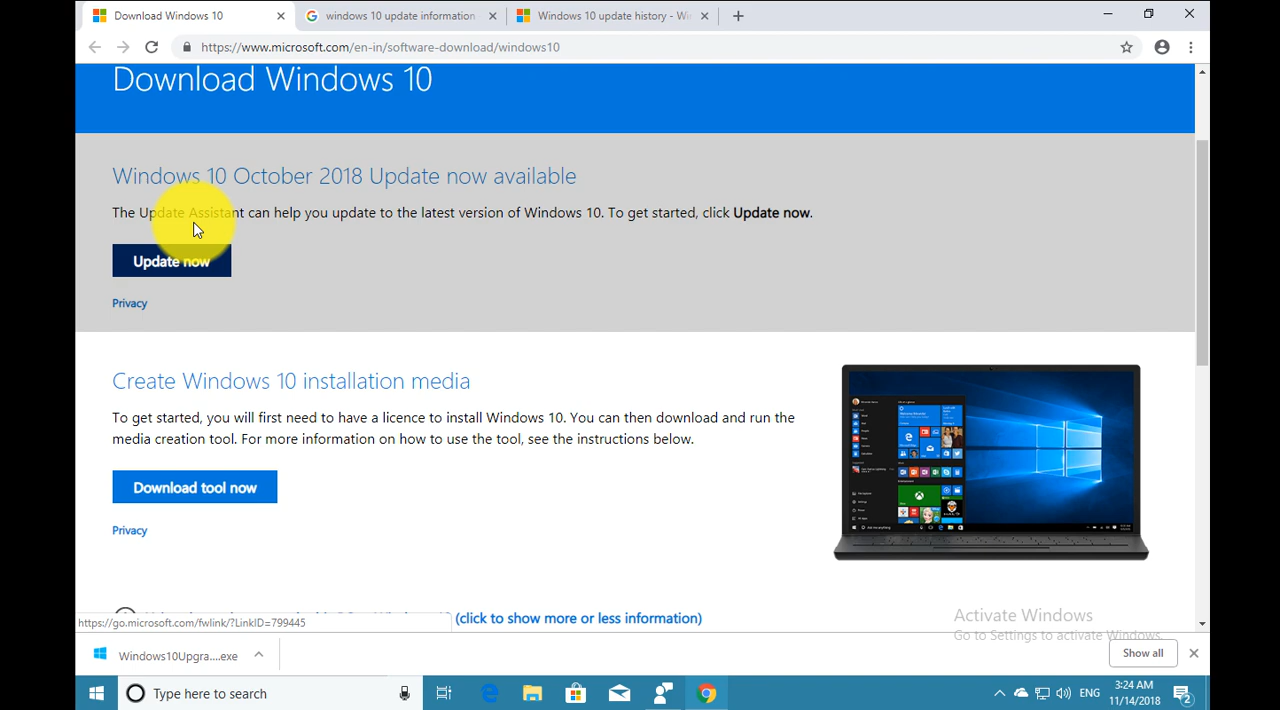 Download Windows 10
windows 10 update information
Windows 10 update history - Wi
https://www.microsoft.com/en-in/software-download/windows10
Download Windows 10
Windows 10 October 2018 Update now available
The Update Assistant can help you update to the latest version of Windows 10. To get started, click Update now.
Update now
Privacy
Create Windows 10 installation media
To get started, you will first need to have a licence to install Windows 10. You can then download and run the
media creation tool. For more information on how to use the tool, see the instructions below.
Download tool now
Privacy
(click to show more or less information)
https://go.microsoft.com/fwlink/?LinkID=799445
Activate Windows
Go to Settings to activate Windows.
Windows10Upgra....exe
Show all
Type here to search
ENG
3:24 AM
11/14/2018
2